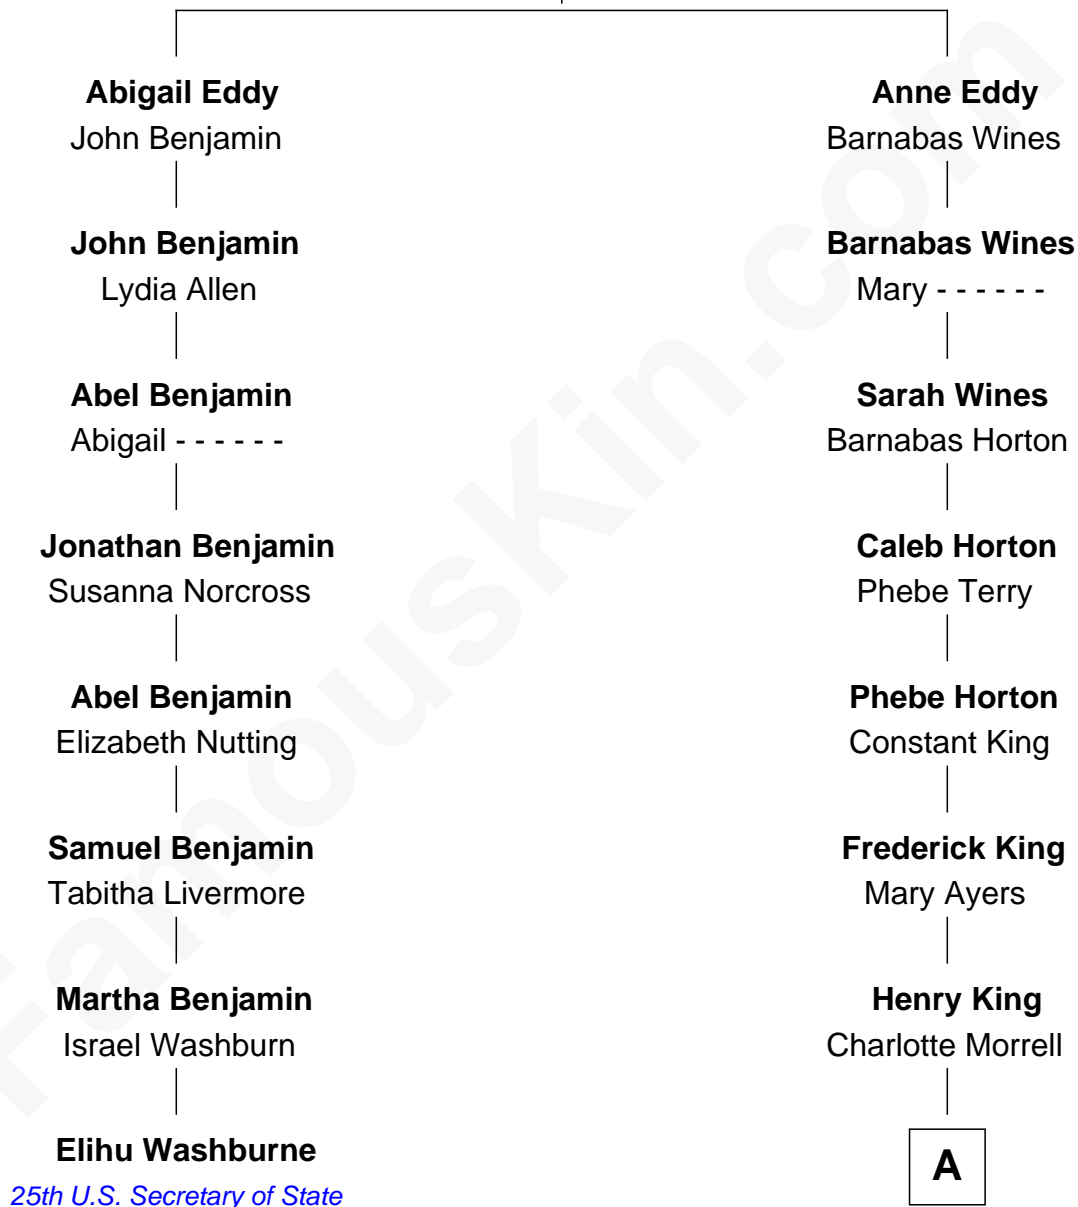 Abigail Eddy
John Benjamin
John Benjamin
Lydia Allen
Abel Benjamin
Abigail - - - - - -
Jonathan Benjamin
Susanna Norcross
Abel Benjamin
Elizabeth Nutting
Samuel Benjamin
Tabitha Livermore
Martha Benjamin
Israel Washburn
Elihu Washburne
25th U.S. Secretary of State
Anne Eddy
Barnabas Wines
Barnabas Wines
Mary - - - - - -
Sarah Wines
Barnabas Horton
Caleb Horton
Phebe Terry
Phebe Horton
Constant King
Frederick King
Mary Ayers
Henry King
Charlotte Morrell
A
FamousKin.com